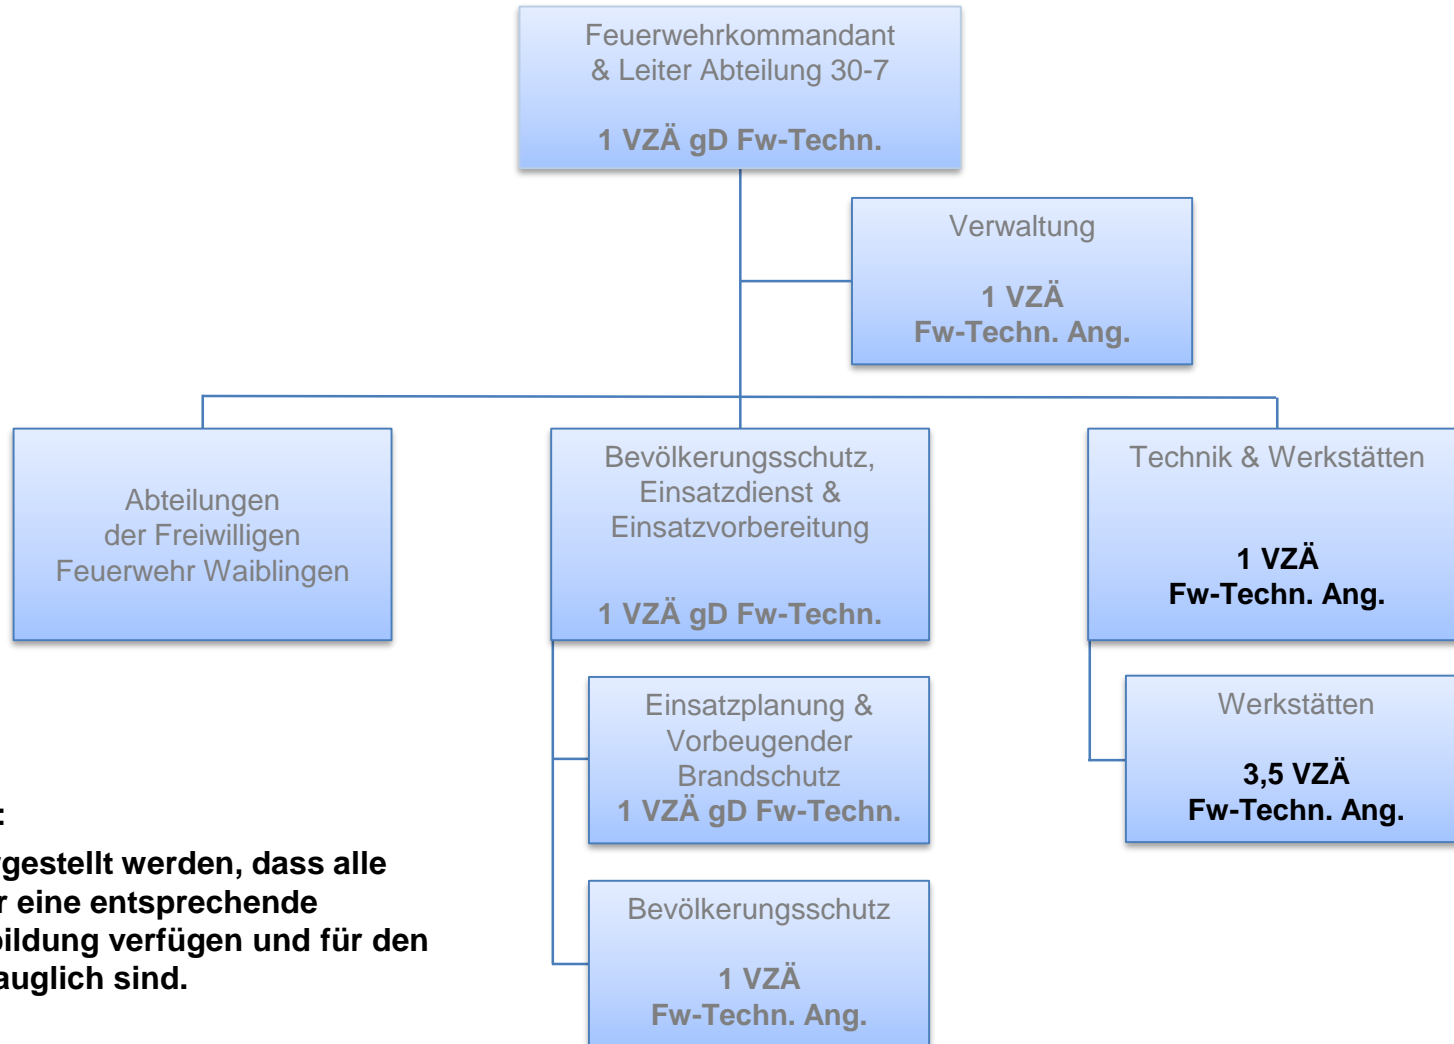 Feuerwehrkommandant
& Leiter Abteilung 30-7
1 VZÄ gD Fw-Techn.
Verwaltung
1 VZÄ
Fw-Techn. Ang.
Abteilungen
der Freiwilligen
Feuerwehr Waiblingen
Bevölkerungsschutz,
Einsatzdienst &
Einsatzvorbereitung
1 VZÄ gD Fw-Techn.
Einsatzplanung &
Vorbeugender
Brandschutz
1 VZÄ gD Fw-Techn.
Bevölkerungsschutz
1 VZÄ
Fw-Techn. Ang.
Technik & Werkstätten
1 VZÄ
Fw-Techn. Ang.
Werkstätten
3,5 VZÄ
Fw-Techn. Ang.
:
gestellt werden, dass alle
r eine entsprechende
bildung verfügen und für den
auglich sind.